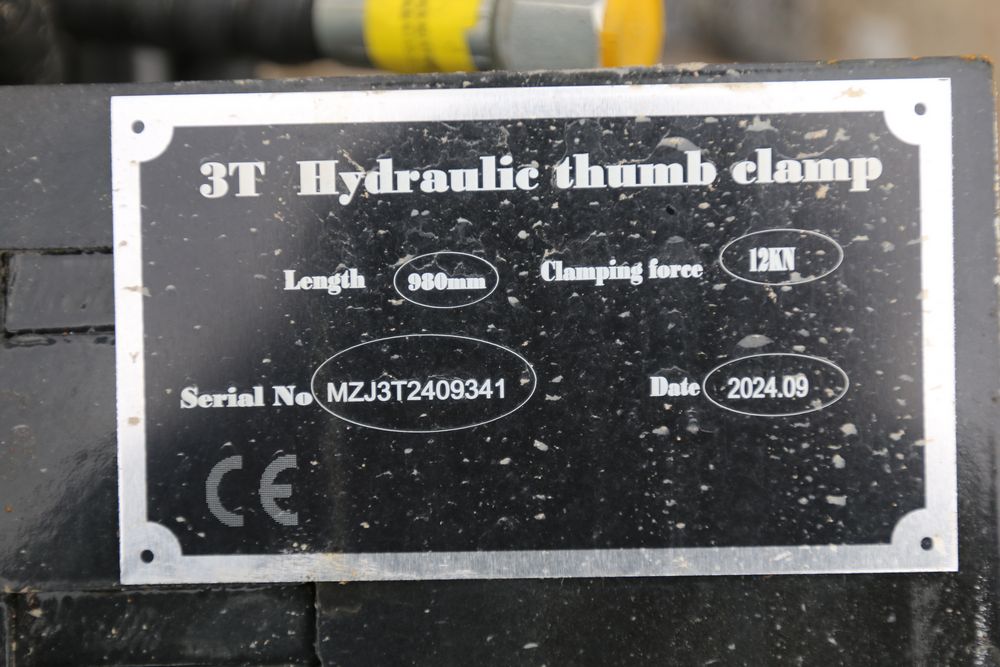 3T Hydraulic thumb clamp
Length 980mm Clamping force 12KN
Serial No MZJ3T2409341 Date 2024.09
CE